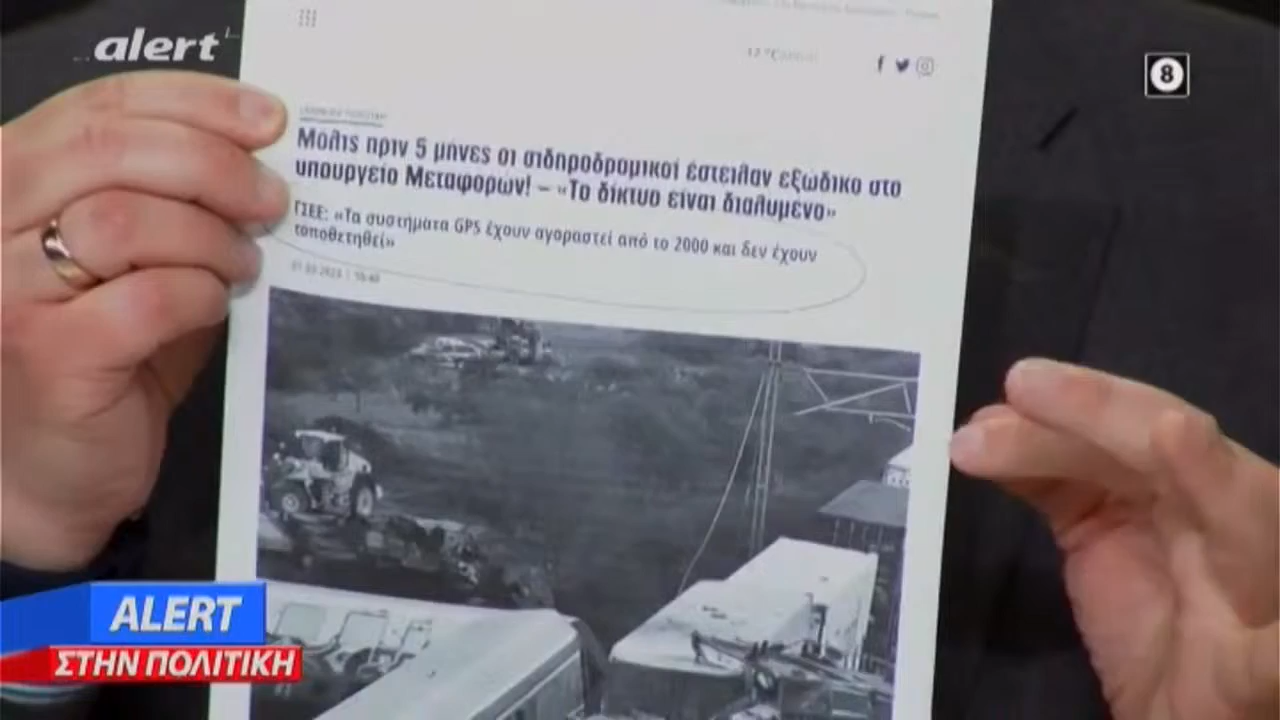 alert
8
Μόλις πριν 5 μήνες οι σιδηροδρομικοί έστειλαν εξώδικο στο
υπουργείο Μεταφορών! – «Το δίκτυο είναι διαλυμένο»
ΓΣΕΕ: «Τα συστήματα GPS έχουν αγοραστεί από το 2000 και δεν έχουν
τοποθετηθεί»
ALERT
ΣΤΗΝ ΠΟΛΙΤΙΚΗ